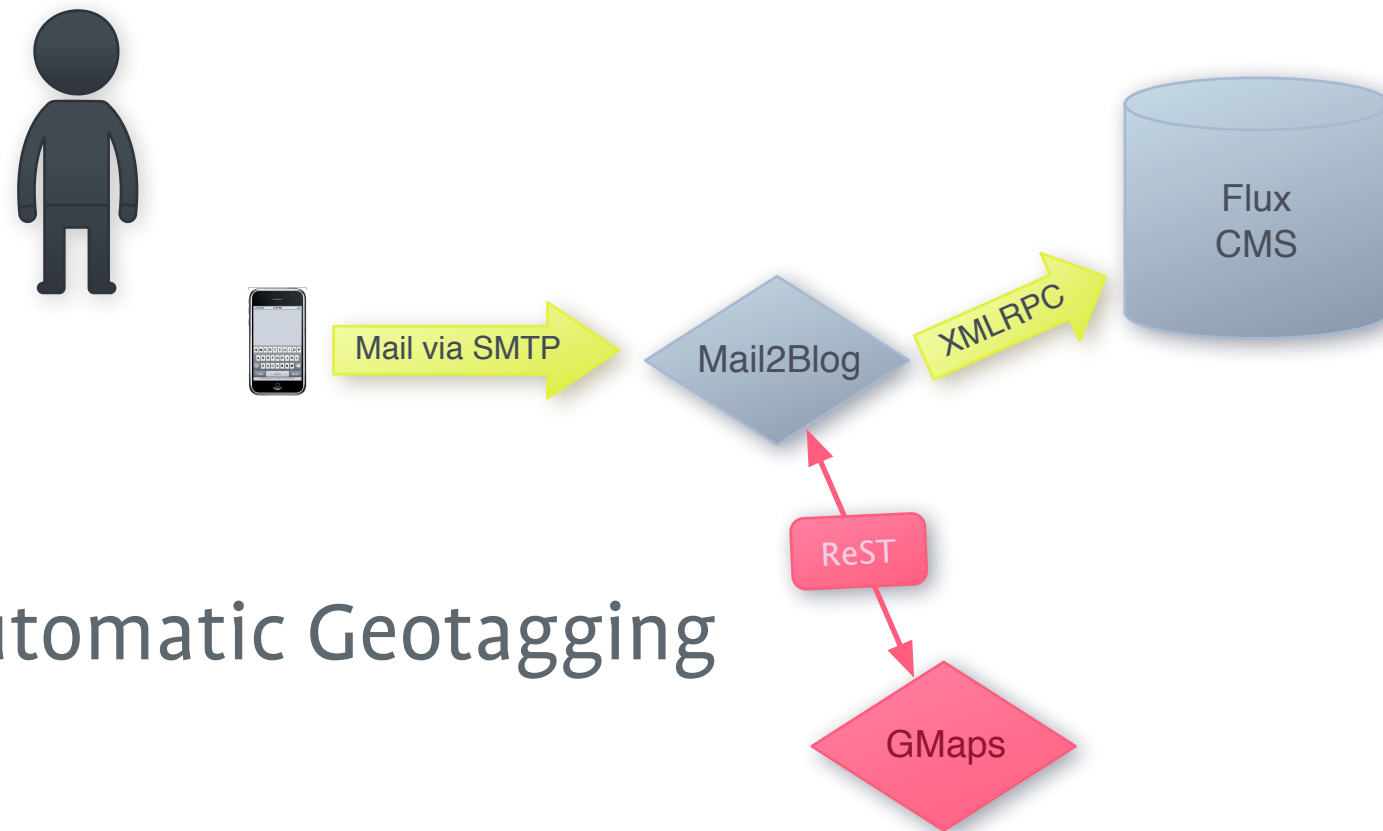 Flux
CMS
XMLRPC
Mail via SMTP
Mail2Blog
ReST
utomatic Geotagging
GMaps